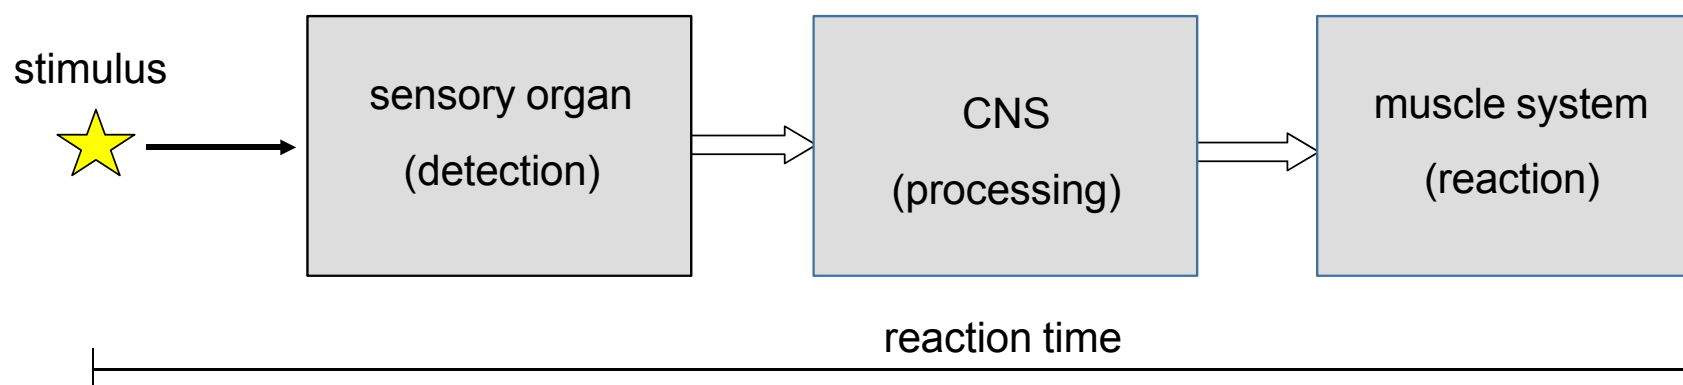 stimulus
sensory organ
(detection)
CNS
(processing)
muscle system
(reaction)
reaction time